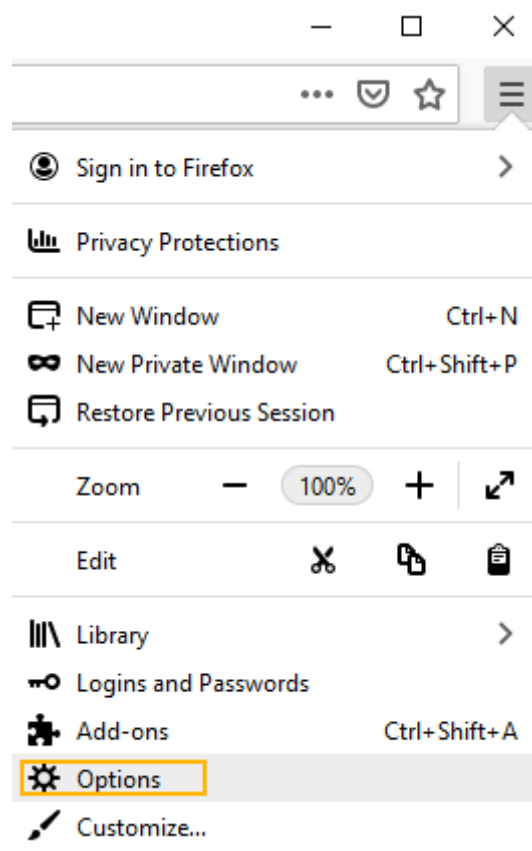 Sign in to Firefox
Privacy Protections
New Window Ctrl+N
New Private Window Ctrl+Shift+P
Restore Previous Session
Zoom 100%
Edit
Library
Logins and Passwords
Add-ons Ctrl+Shift+A
Options
Customize...